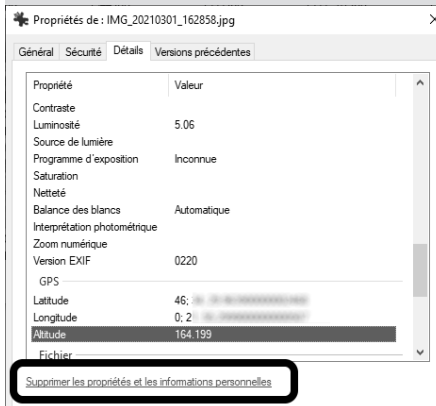 Propriétés de : IMG_20210301_162858.jpg
Général Sécurité Détails Versions précédentes
Propriété Valeur
Contraste
Luminosité 5.06
Source de lumière
Programme d'exposition Inconnue
Saturation
Netteté
Balance des blancs Automatique
Interprétation photométrique
Zoom numérique
Version EXIF 0220
GPS
Latitude 46;
Longitude 0; 2
Altitude 164.199
Fichier
Supprimer les propriétés et les informations personnelles